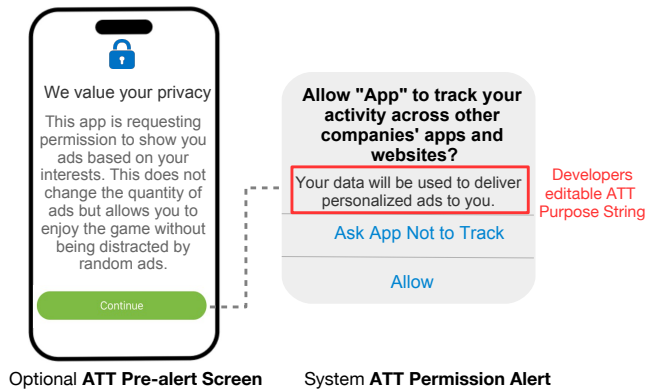 We value your privacy
This app is requesting
permission to show you
ads based on your
interests. This does not
change the quantity of
ads but allows you to
enjoy the game without
being distracted by
random ads.
Continue
Optional ATT Pre-alert Screen
Allow "App" to track your
activity across other
companies' apps and
websites?
Your data will be used to deliver
personalized ads to you.
Ask App Not to Track
Allow
Developers
editable ATT
Purpose String
System ATT Permission Alert